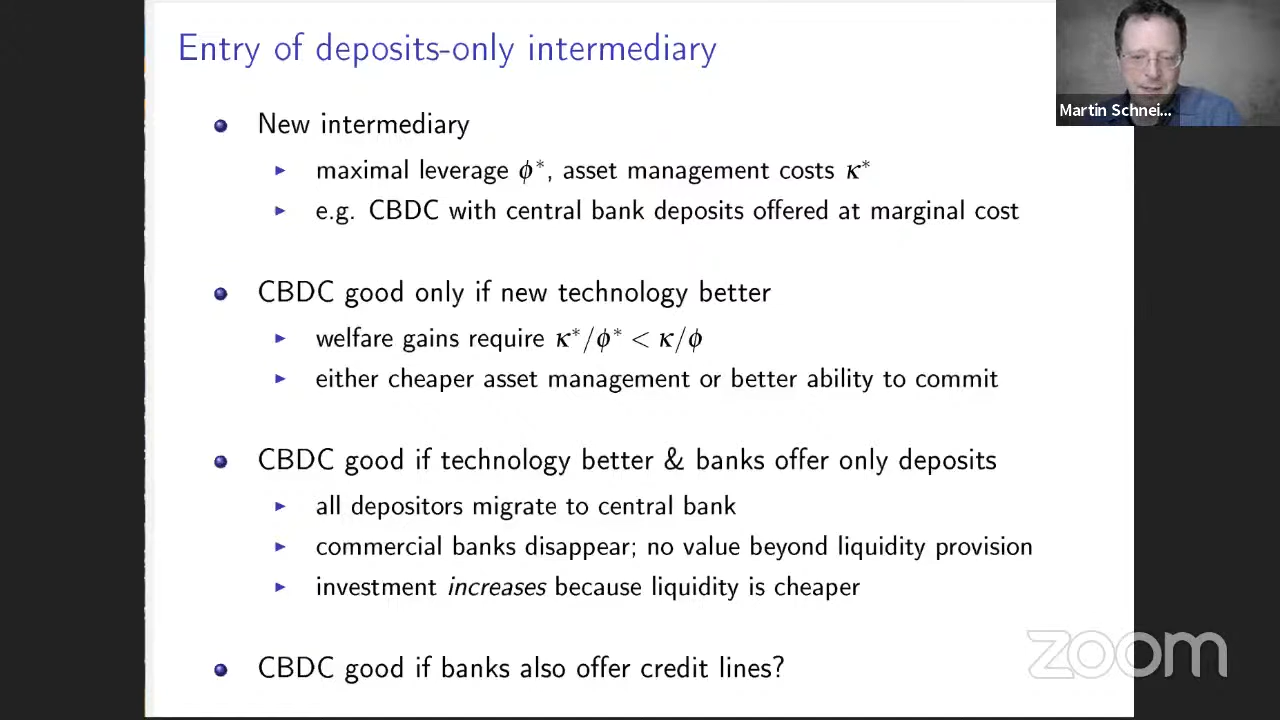 Entry of deposits-only intermediary
Martin Schnei...
New intermediary
maximal leverage ϕ*, asset management costs κ*
e.g. CBDC with central bank deposits offered at marginal cost
CBDC good only if new technology better
welfare gains require κ*/ϕ* < κ/ϕ
either cheaper asset management or better ability to commit
CBDC good if technology better & banks offer only deposits
all depositors migrate to central bank
commercial banks disappear; no value beyond liquidity provision
investment increases because liquidity is cheaper
CBDC good if banks also offer credit lines?
zoom